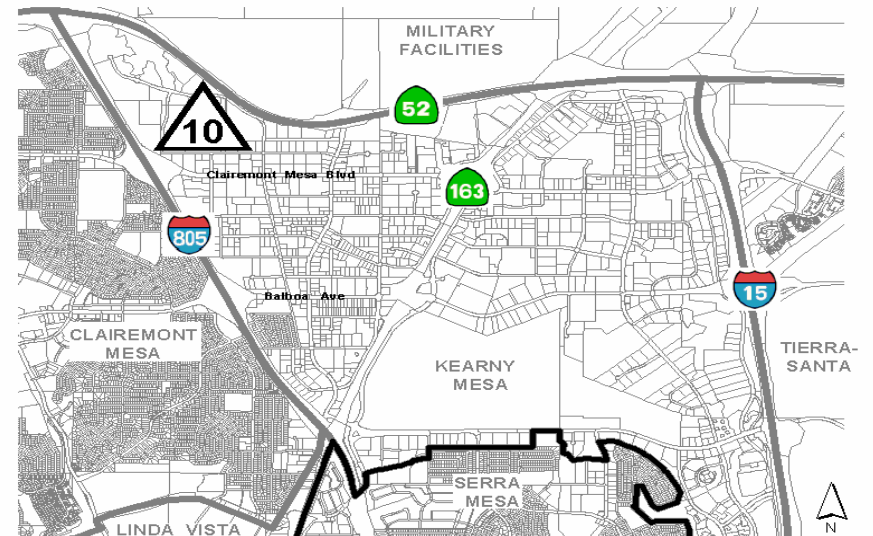 MILITARY
FACILITIES
52
10
Clairemont Mesa Blvd
163
805
15
Balboa Ave
CLAIREMONT
MESA
TIERRA-
SANTA
KEARNY
MESA
SERRA
MESA
LINDA VISTA
N